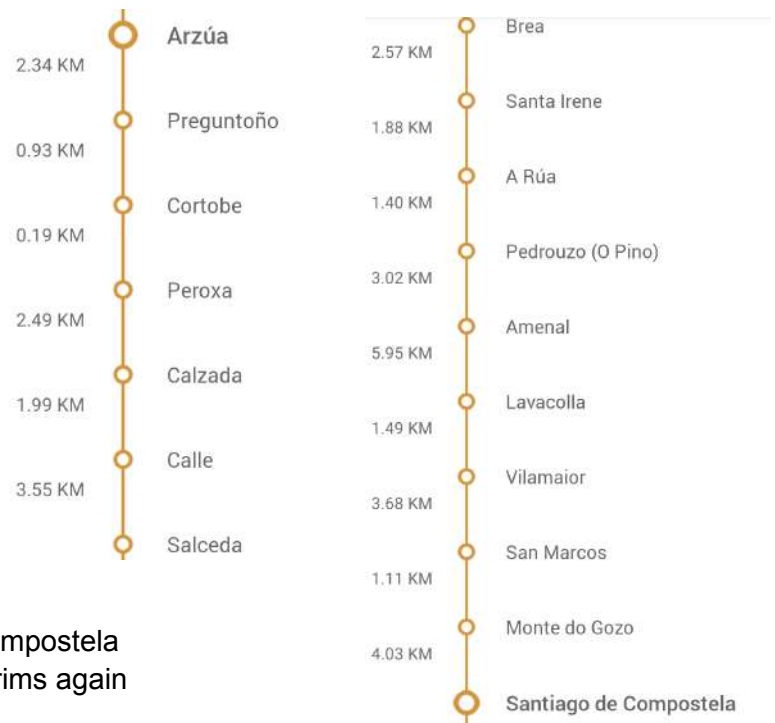 Arzúa
2.34 KM
Preguntoño
0.93 KM
Cortobe
0.19 KM
Peroxa
2.49 KM
Calzada
1.99 KM
Calle
3.55 KM
Salceda
mpostela
rims again
Brea
2.57 KM
Santa Irene
1.88 KM
A Rúa
1.40 KM
Pedrouzo (O Pino)
3.02 KM
Amenal
5.95 KM
Lavacolla
1.49 KM
Vilamaior
3.68 KM
San Marcos
1.11 KM
Monte do Gozo
4.03 KM
Santiago de Compostela